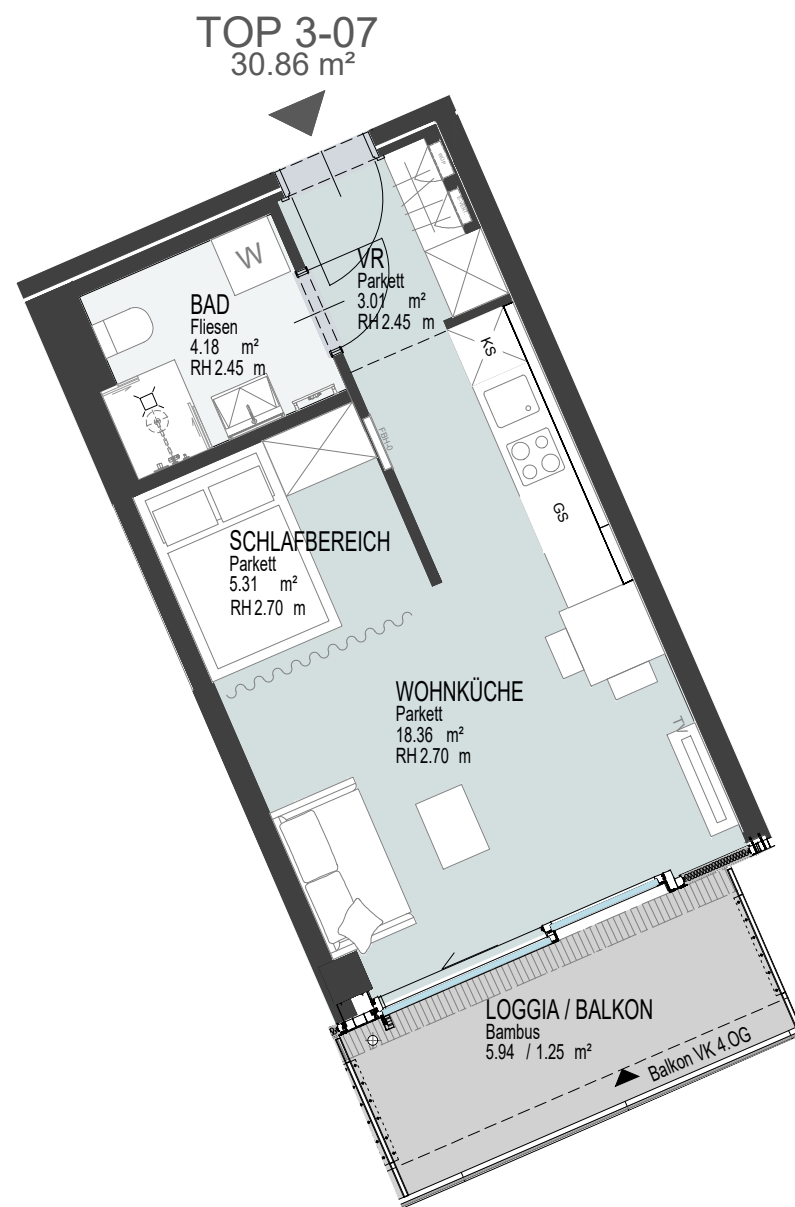 TOP 3-07
30.86 m²
W
VR
Parkett
3.01 m²
RH 2.45 m
BAD
Fliesen
4.18 m²
RH 2.45 m
KS
FBH-0
GS
SCHLAFBEREICH
Parkett
5.31 m²
RH 2.70 m
WOHNKÜCHE
Parkett
18.36 m²
RH 2.70 m
TV
LOGGIA / BALKON
Bambus
5.94 / 1.25 m²
Balkon VK 4.OG